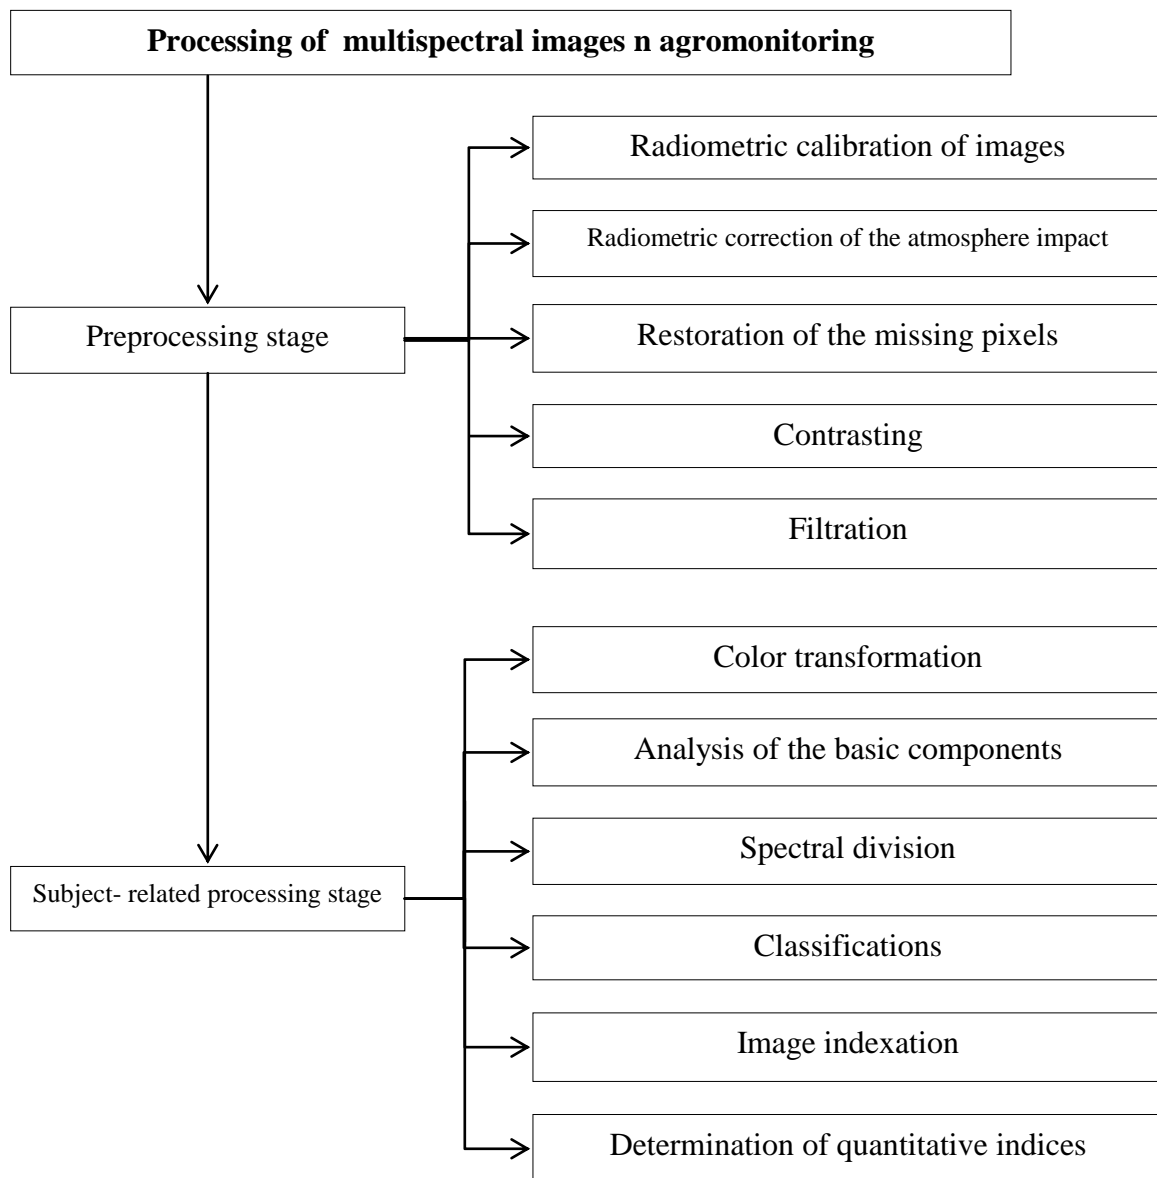 Processing of multispectral images n agromonitoring
Radiometric calibration of images
Radiometric correction of the atmosphere impact
Preprocessing stage
Restoration of the missing pixels
Contrasting
Filtration
Color transformation
Analysis of the basic components
Spectral division
Subject- related processing stage
Classifications
Image indexation
Determination of quantitative indices